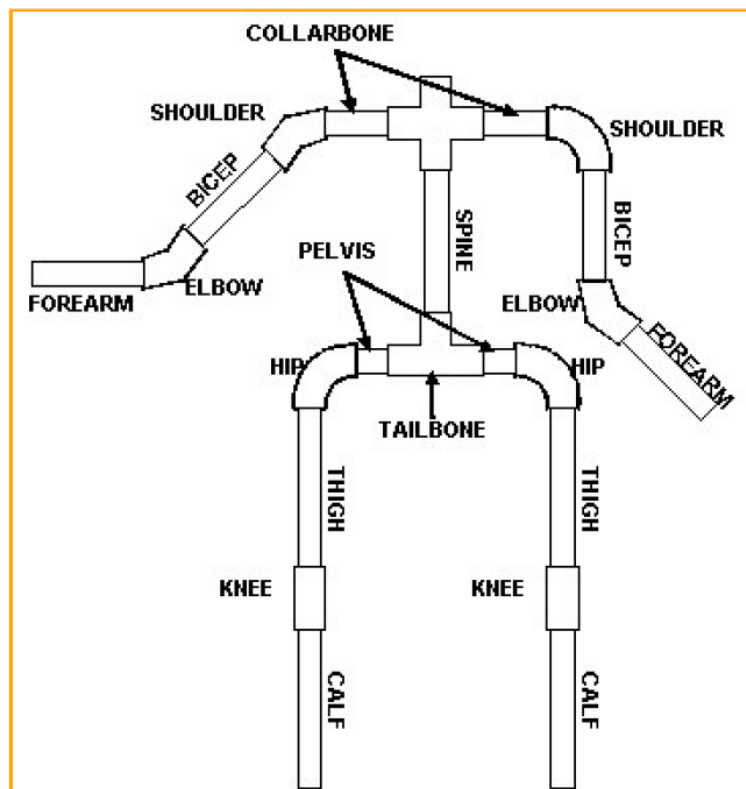 COLLARBONE
SHOULDER
SHOULDER
BICEP
BICEP
SPINE
PELVIS
FOREARM
ELBOW
ELBOW
FOREARM
HIP
HIP
TAILBONE
THIGH
THIGH
KNEE
KNEE
CALF
CALF